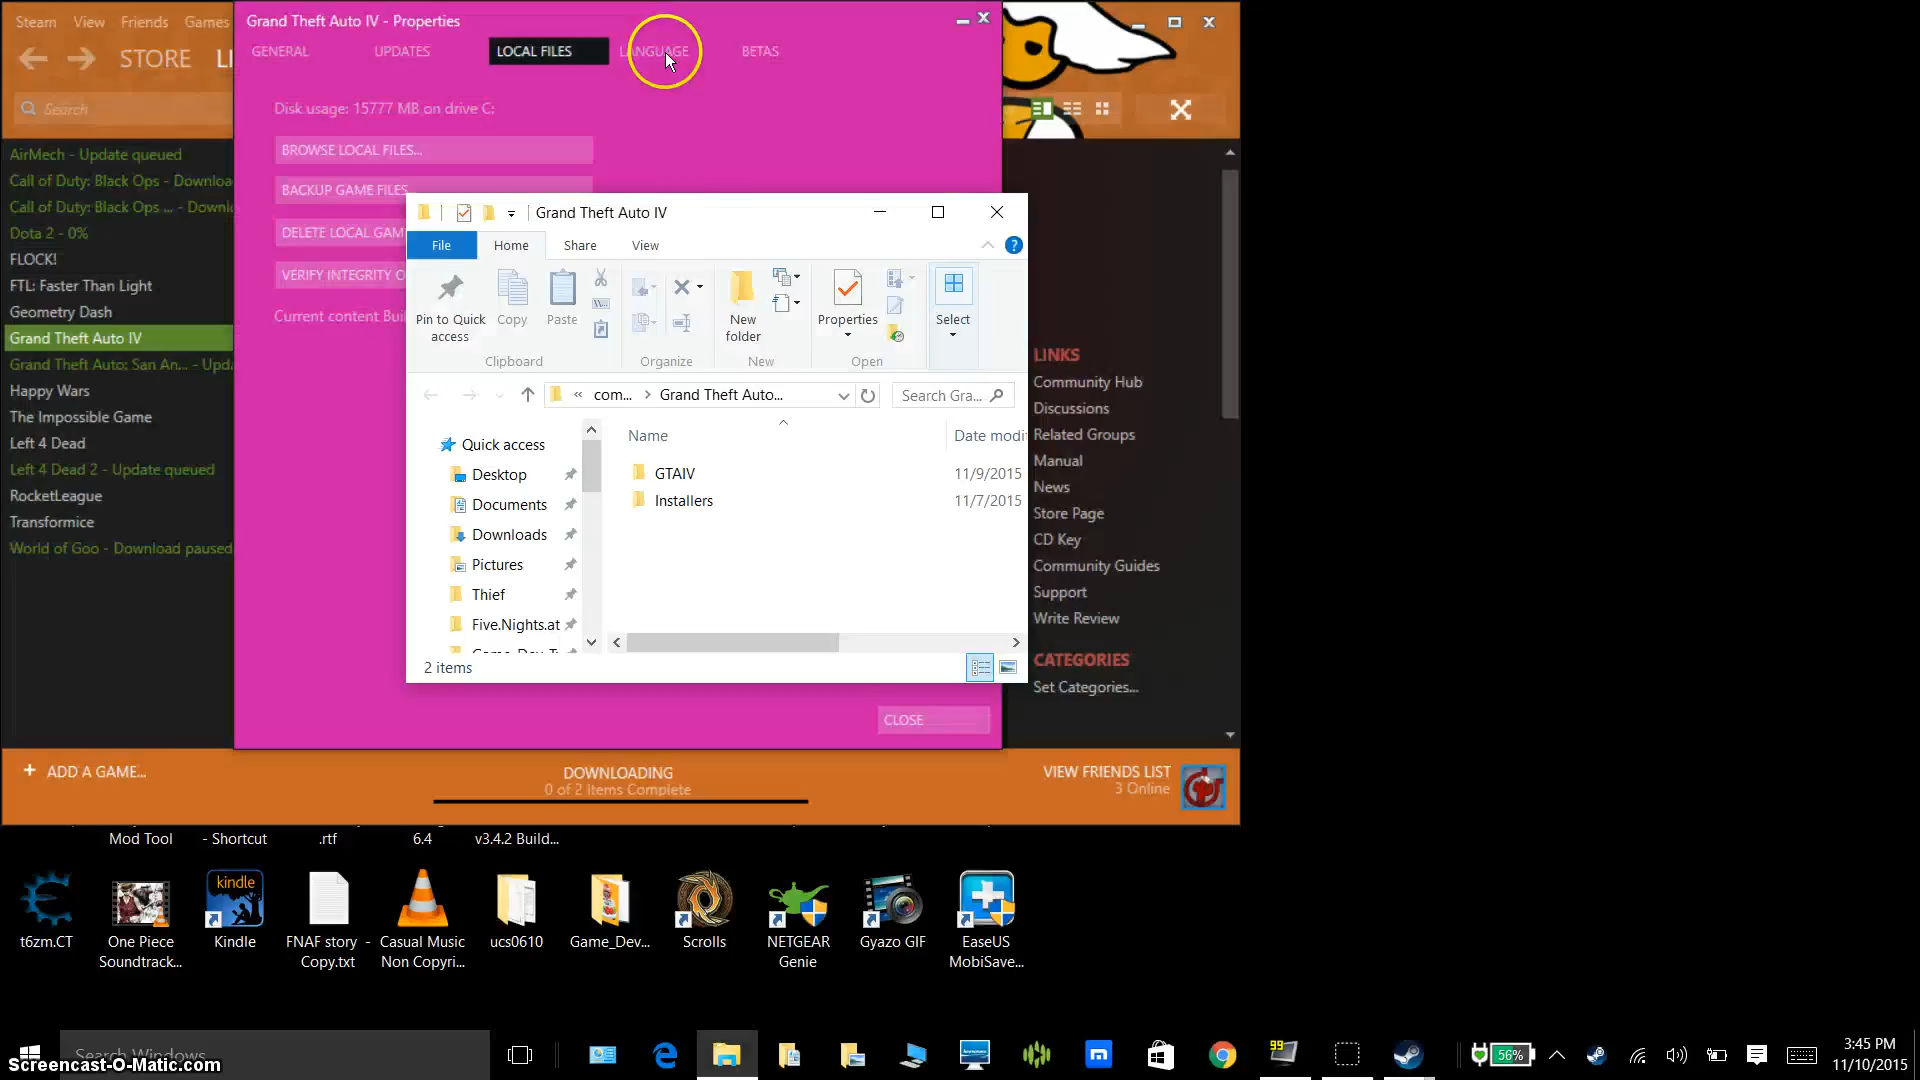 Steam View Friends Games
STORE LI
Search
AirMech - Update queued
Call of Duty: Black Ops - Downloa
Call of Duty: Black Ops ... - Downl
Dota 2 - 0%
FLOCK!
FTL: Faster Than Light
Geometry Dash
Grand Theft Auto IV
Grand Theft Auto: San An... - Upd
Happy Wars
The Impossible Game
Left 4 Dead
Left 4 Dead 2 - Update queued
RocketLeague
Transformice
World of Goo - Download paused
Grand Theft Auto IV - Properties
GENERAL UPDATES LOCAL FILES LANGUAGE BETAS
Disk usage: 15777 MB on drive C:
BROWSE LOCAL FILES...
BACKUP GAME FILES...
DELETE LOCAL GAM
VERIFY INTEGRITY O
Current content Buil
Grand Theft Auto IV
File Home Share View
Pin to Quick access
Copy
Paste
New folder
Properties
Select
Clipboard Organize New Open
com... Grand Theft Auto...
Search Gra...
Quick access
Desktop
Documents
Downloads
Pictures
Thief
Five.Nights.at
Name Date modi
GTAIV 11/9/2015
Installers 11/7/2015
2 items
CLOSE
LINKS
Community Hub
Discussions
Related Groups
Manual
News
Store Page
CD Key
Community Guides
Support
Write Review
CATEGORIES
Set Categories...
+ ADD A GAME...
DOWNLOADING
0 of 2 Items Complete
VIEW FRIENDS LIST
3 Online
Mod Tool
- Shortcut
.rtf
6.4
v3.4.2 Build...
kindle
t6zm.CT
One Piece Soundtrack...
Kindle
FNAF story - Copy.txt
Casual Music Non Copyri...
ucs0610
Game_Dev...
Scrolls
NETGEAR Genie
Gyazo GIF
EaseUS MobiSave...
Search Windows
Screencast-O-Matic.com
99
56%
3:45 PM
11/10/2015